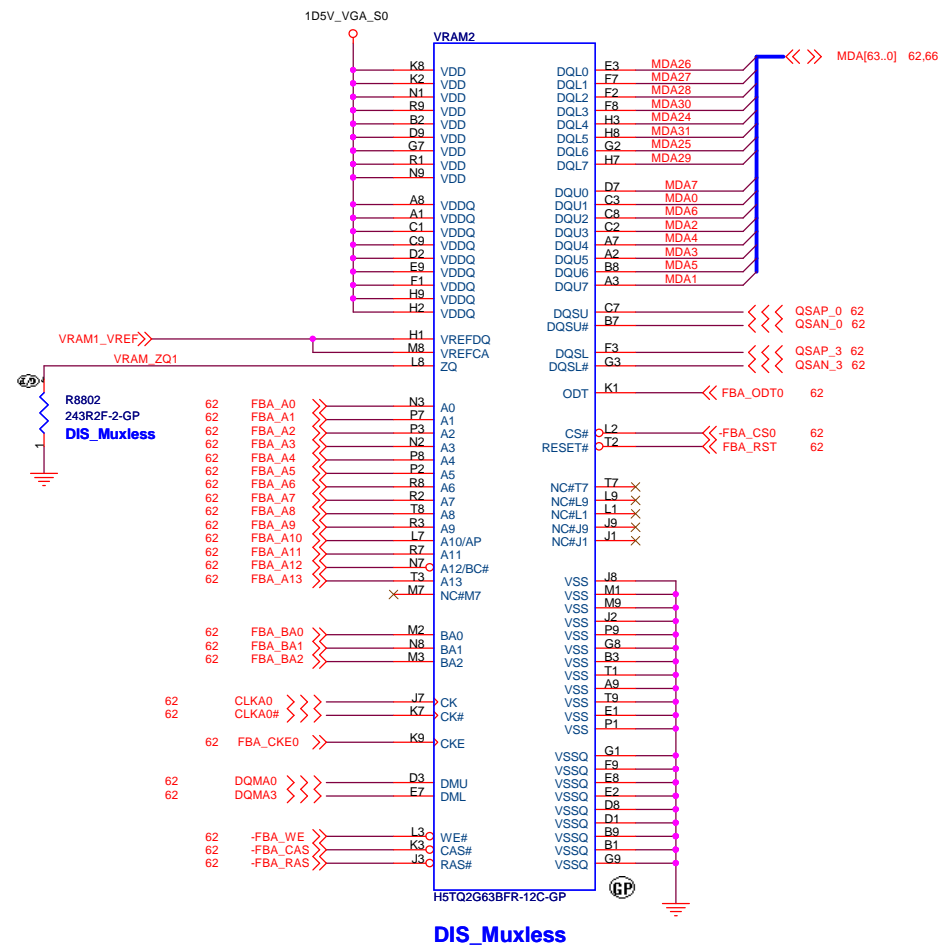 1D5V_VGA_S0
VRAM2
K8 VDD DQL0 E3 MDA26 MDA[63..0] 62,66
K2 VDD DQL1 F7 MDA27
N1 VDD DQL2 F2 MDA28
R9 VDD DQL3 F8 MDA30
B2 VDD DQL4 H3 MDA24
D9 VDD DQL5 H8 MDA31
G7 VDD DQL6 G2 MDA25
R1 VDD DQL7 H7 MDA29
N9 VDD
DQU0 D7 MDA7
A8 VDDQ DQU1 C3 MDA0
A1 VDDQ DQU2 C8 MDA6
C1 VDDQ DQU3 C2 MDA2
C9 VDDQ DQU4 A7 MDA4
D2 VDDQ DQU5 A2 MDA3
E9 VDDQ DQU6 B8 MDA5
F1 VDDQ DQU7 A3 MDA1
H9 VDDQ
H2 VDDQ DQSU C7 QSAP_0 62
DQSU# B7 QSAN_0 62
VRAM1_VREF H1 VREFDQ
M8 VREFCA DQSL F3 QSAP_3 62
VRAM_ZQ1 L8 ZQ DQSL# G3 QSAN_3 62
ODT K1 FBA_ODT0 62
R8802
243R2F-2-GP
DIS_Muxless
1
62 FBA_A0 N3 A0
62 FBA_A1 P7 A1
62 FBA_A2 P3 A2 CS# L2 -FBA_CS0 62
62 FBA_A3 N2 A3 RESET# T2 FBA_RST 62
62 FBA_A4 P8 A4
62 FBA_A5 P2 A5
62 FBA_A6 R8 A6 NC#T7 T7
62 FBA_A7 R2 A7 NC#L9 L9
62 FBA_A8 T8 A8 NC#L1 L1
62 FBA_A9 R3 A9 NC#J9 J9
62 FBA_A10 L7 A10/AP NC#J1 J1
62 FBA_A11 R7 A11
62 FBA_A12 N7 A12/BC#
62 FBA_A13 T3 A13 VSS J8
M7 NC#M7 VSS M1
VSS M9
VSS J2
62 FBA_BA0 M2 BA0 VSS P9
62 FBA_BA1 N8 BA1 VSS G8
62 FBA_BA2 M3 BA2 VSS B3
VSS T1
VSS A9
62 CLKA0 J7 CK VSS T9
62 CLKA0# K7 CK# VSS E1
VSS P1
62 FBA_CKE0 K9 CKE
VSSQ G1
VSSQ F9
62 DQMA0 D3 DMU VSSQ E8
62 DQMA3 E7 DML VSSQ E2
VSSQ D8
VSSQ D1
62 -FBA_WE L3 WE# VSSQ B9
62 -FBA_CAS K3 CAS# VSSQ B1
62 -FBA_RAS J3 RAS# VSSQ G9
GP
H5TQ2G63BFR-12C-GP
DIS_Muxless